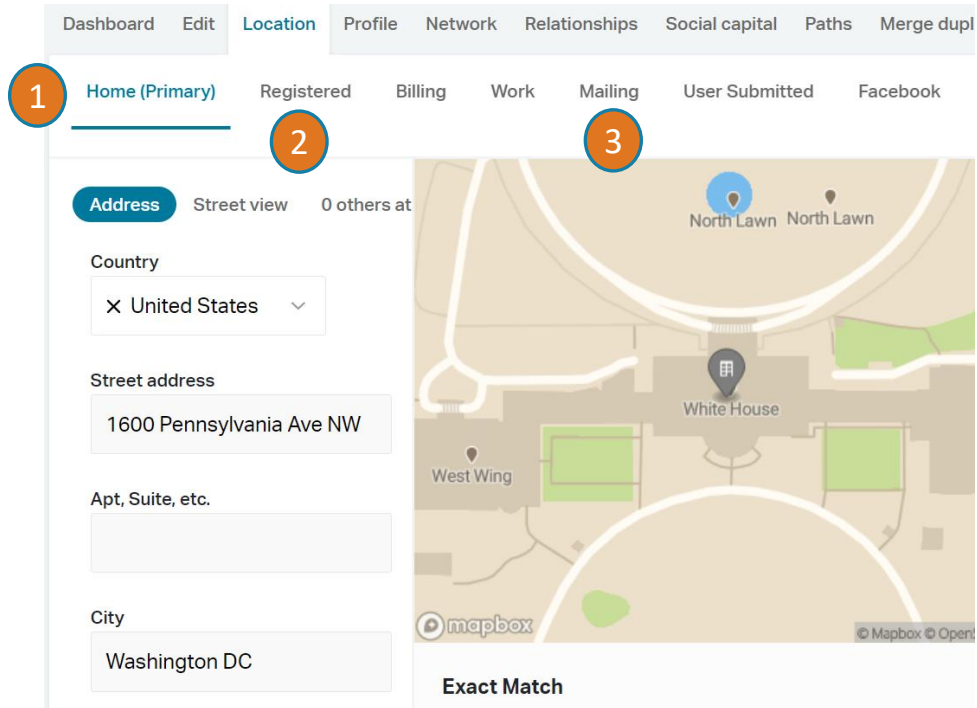 Dashboard Edit Location Profile Network Relationships Social capital Paths Merge dupl
1 Home (Primary) Registered Billing Work Mailing User Submitted Facebook
2 3
Address Street view 0 others at
North Lawn North Lawn
Country
× United States
Street address
White House
1600 Pennsylvania Ave NW
West Wing
Apt, Suite, etc.
City
mapbox
© Mapbox © OpenS
Washington DC
Exact Match